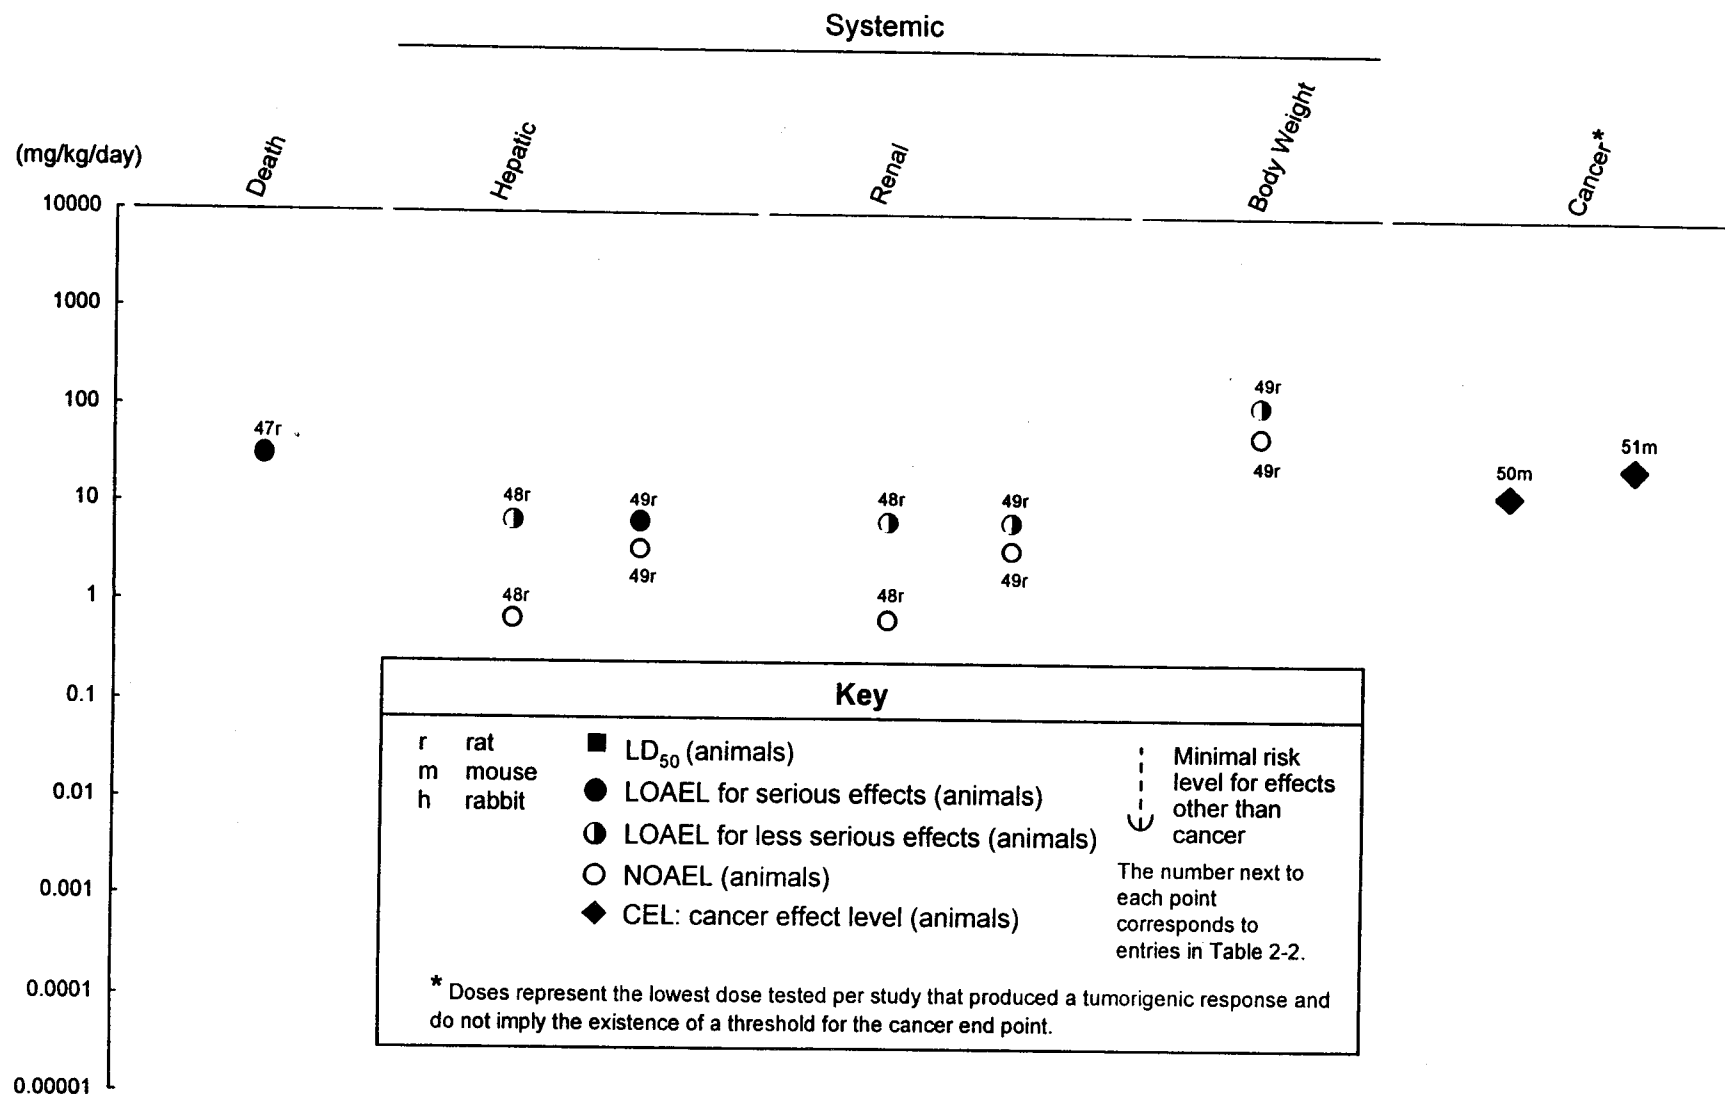 Systemic
(mg/kg/day)
Death
Hepatic
Renal
Body Weight
Cancer*
10000
1000
100
10
1
0.1
0.01
0.001
0.0001
0.00001
47r
48r
48r
49r
49r
48r
48r
49r
49r
49r
49r
50m
51m
Key
r rat
m mouse
h rabbit
LD50 (animals)
LOAEL for serious effects (animals)
LOAEL for less serious effects (animals)
NOAEL (animals)
CEL: cancer effect level (animals)
Minimal risk
level for effects
other than
cancer
The number next to
each point
corresponds to
entries in Table 2-2.
* Doses represent the lowest dose tested per study that produced a tumorigenic response and
do not imply the existence of a threshold for the cancer end point.